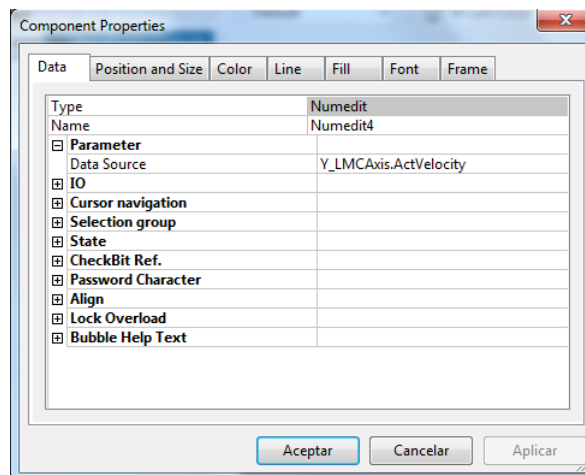 Component Properties
Data Position and Size Color Line Fill Font Frame
Type Numedit
Name Numedit4
Parameter
Data Source Y_LMCAxis.ActVelocity
IO
Cursor navigation
Selection group
State
CheckBit Ref.
Password Character
Align
Lock Overload
Bubble Help Text
Aceptar Cancelar Aplicar